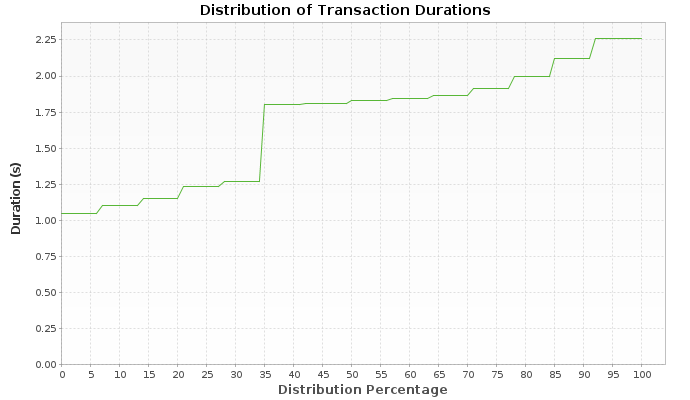 Distribution of Transaction Durations
Duration (s)
2.25
2.00
1.75
1.50
1.25
1.00
0.75
0.50
0.25
0.00
0 5 10 15 20 25 30 35 40 45 50 55 60 65 70 75 80 85 90 95 100
Distribution Percentage